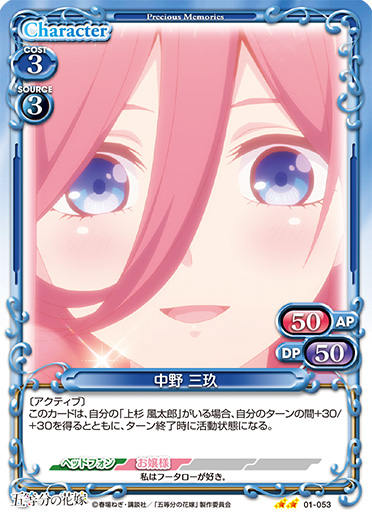 Precious Memories
Character
COST
3
SOURCE
3
50 AP
DP 50
中野 三玖
［アクティブ］
このカードは、自分の「上杉 風太郎」がいる場合、自分のターンの間+30/
+30を得るとともに、ターン終了時に活動状態になる。
ヘッドフォン お嬢様
私はフータローが好き。
五等分の花嫁
©春場ねぎ・講談社／「五等分の花嫁」製作委員会
01-053